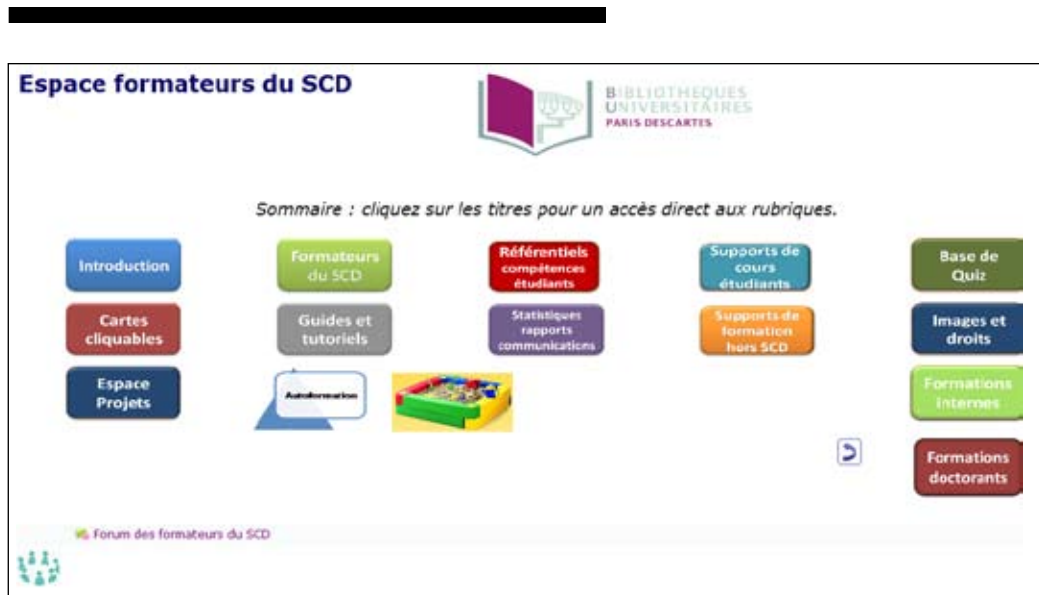 Espace formateurs du SCD
BIBLIOTHEQUES
UNIVERSITAIRES
PARIS DESCARTES
Sommaire : cliquez sur les titres pour un accès direct aux rubriques.
Introduction
Formateurs
du SCD
Référentiels
compétences
étudiants
Supports de
cours
étudiants
Base de
Quiz
Cartes
cliquables
Guides et
tutoriels
Statistiques
rapports
communications
Supports de
formation
hors SCD
Images et
droits
Espace
Projets
Autoformation
Formations
internes
Formations
doctorants
Forum des formateurs du SCD